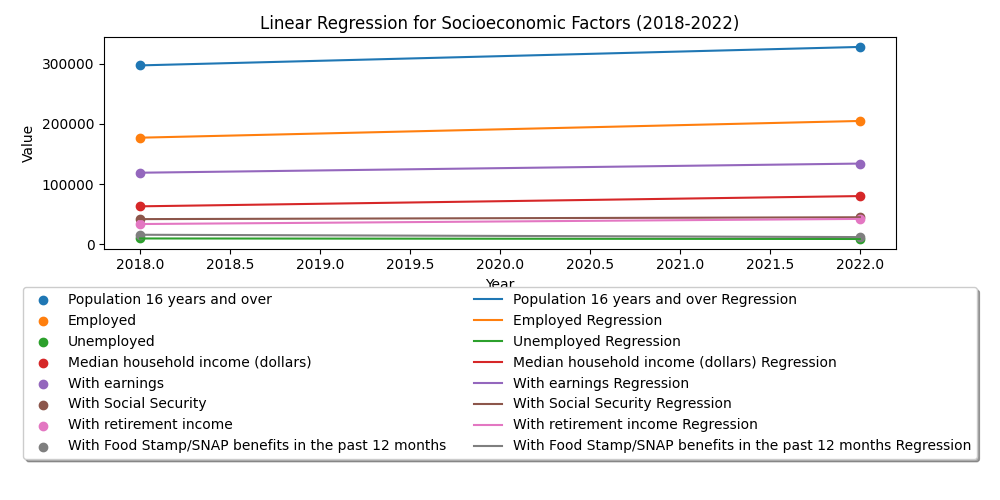 Linear Regression for Socioeconomic Factors (2018-2022)
Value
300000
200000
100000
0
2018.0 2018.5 2019.0 2019.5 2020.0 2020.5 2021.0 2021.5 2022.0
Year
Population 16 years and over
Employed
Unemployed
Median household income (dollars)
With earnings
With Social Security
With retirement income
With Food Stamp/SNAP benefits in the past 12 months
Population 16 years and over Regression
Employed Regression
Unemployed Regression
Median household income (dollars) Regression
With earnings Regression
With Social Security Regression
With retirement income Regression
With Food Stamp/SNAP benefits in the past 12 months Regression